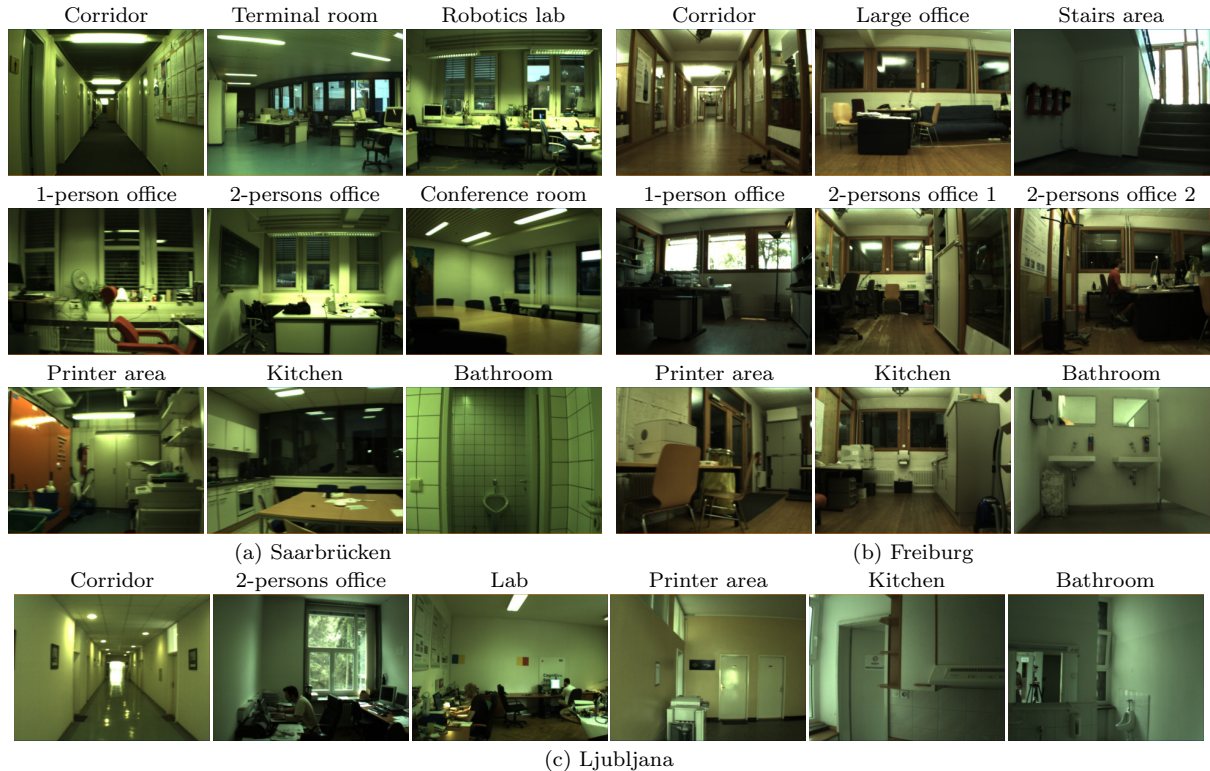 Corridor Terminal room Robotics lab Corridor Large office Stairs area
1-person office 2-persons office Conference room 1-person office 2-persons office 1 2-persons office 2
Printer area Kitchen Bathroom Printer area Kitchen Bathroom
(a) Saarbrücken (b) Freiburg
Corridor 2-persons office Lab Printer area Kitchen Bathroom
(c) Ljubljana